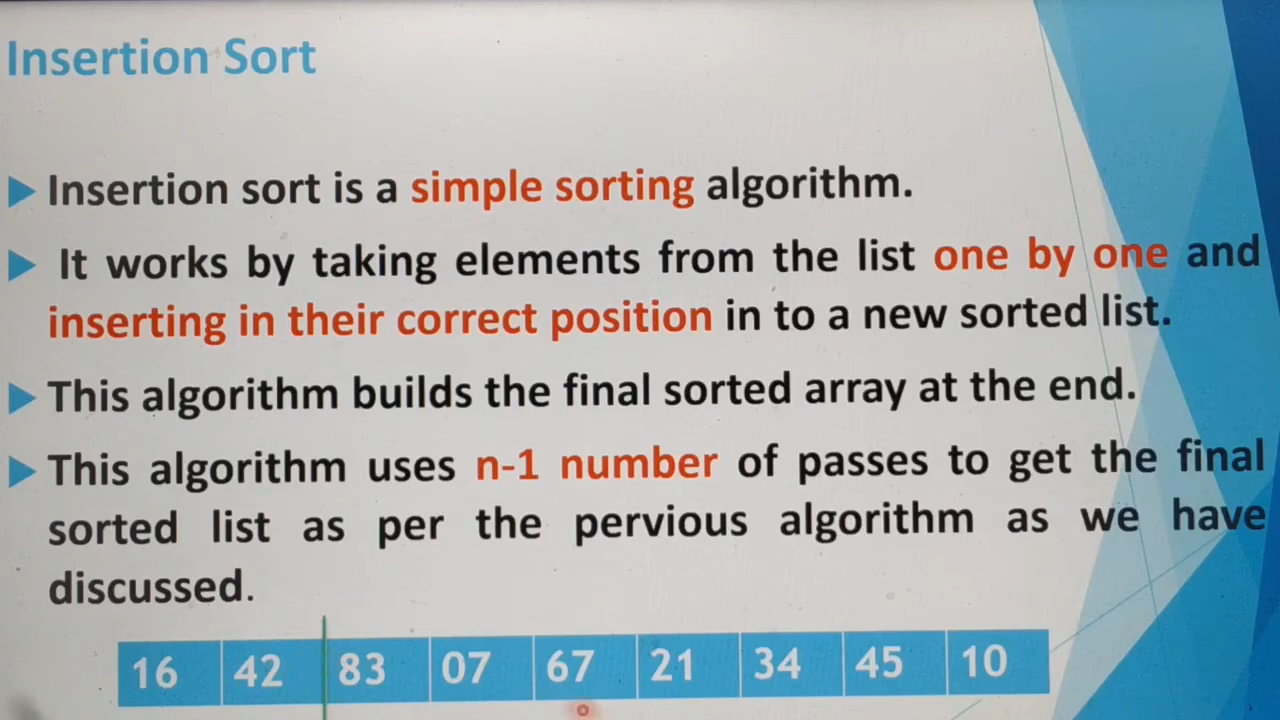 Insertion Sort
Insertion sort is a simple sorting algorithm.
It works by taking elements from the list one by one and
inserting in their correct position in to a new sorted list.
This algorithm builds the final sorted array at the end.
This algorithm uses n-1 number of passes to get the final
sorted list as per the pervious algorithm as we have
discussed.
16 42 83 07 67 21 34 45 10